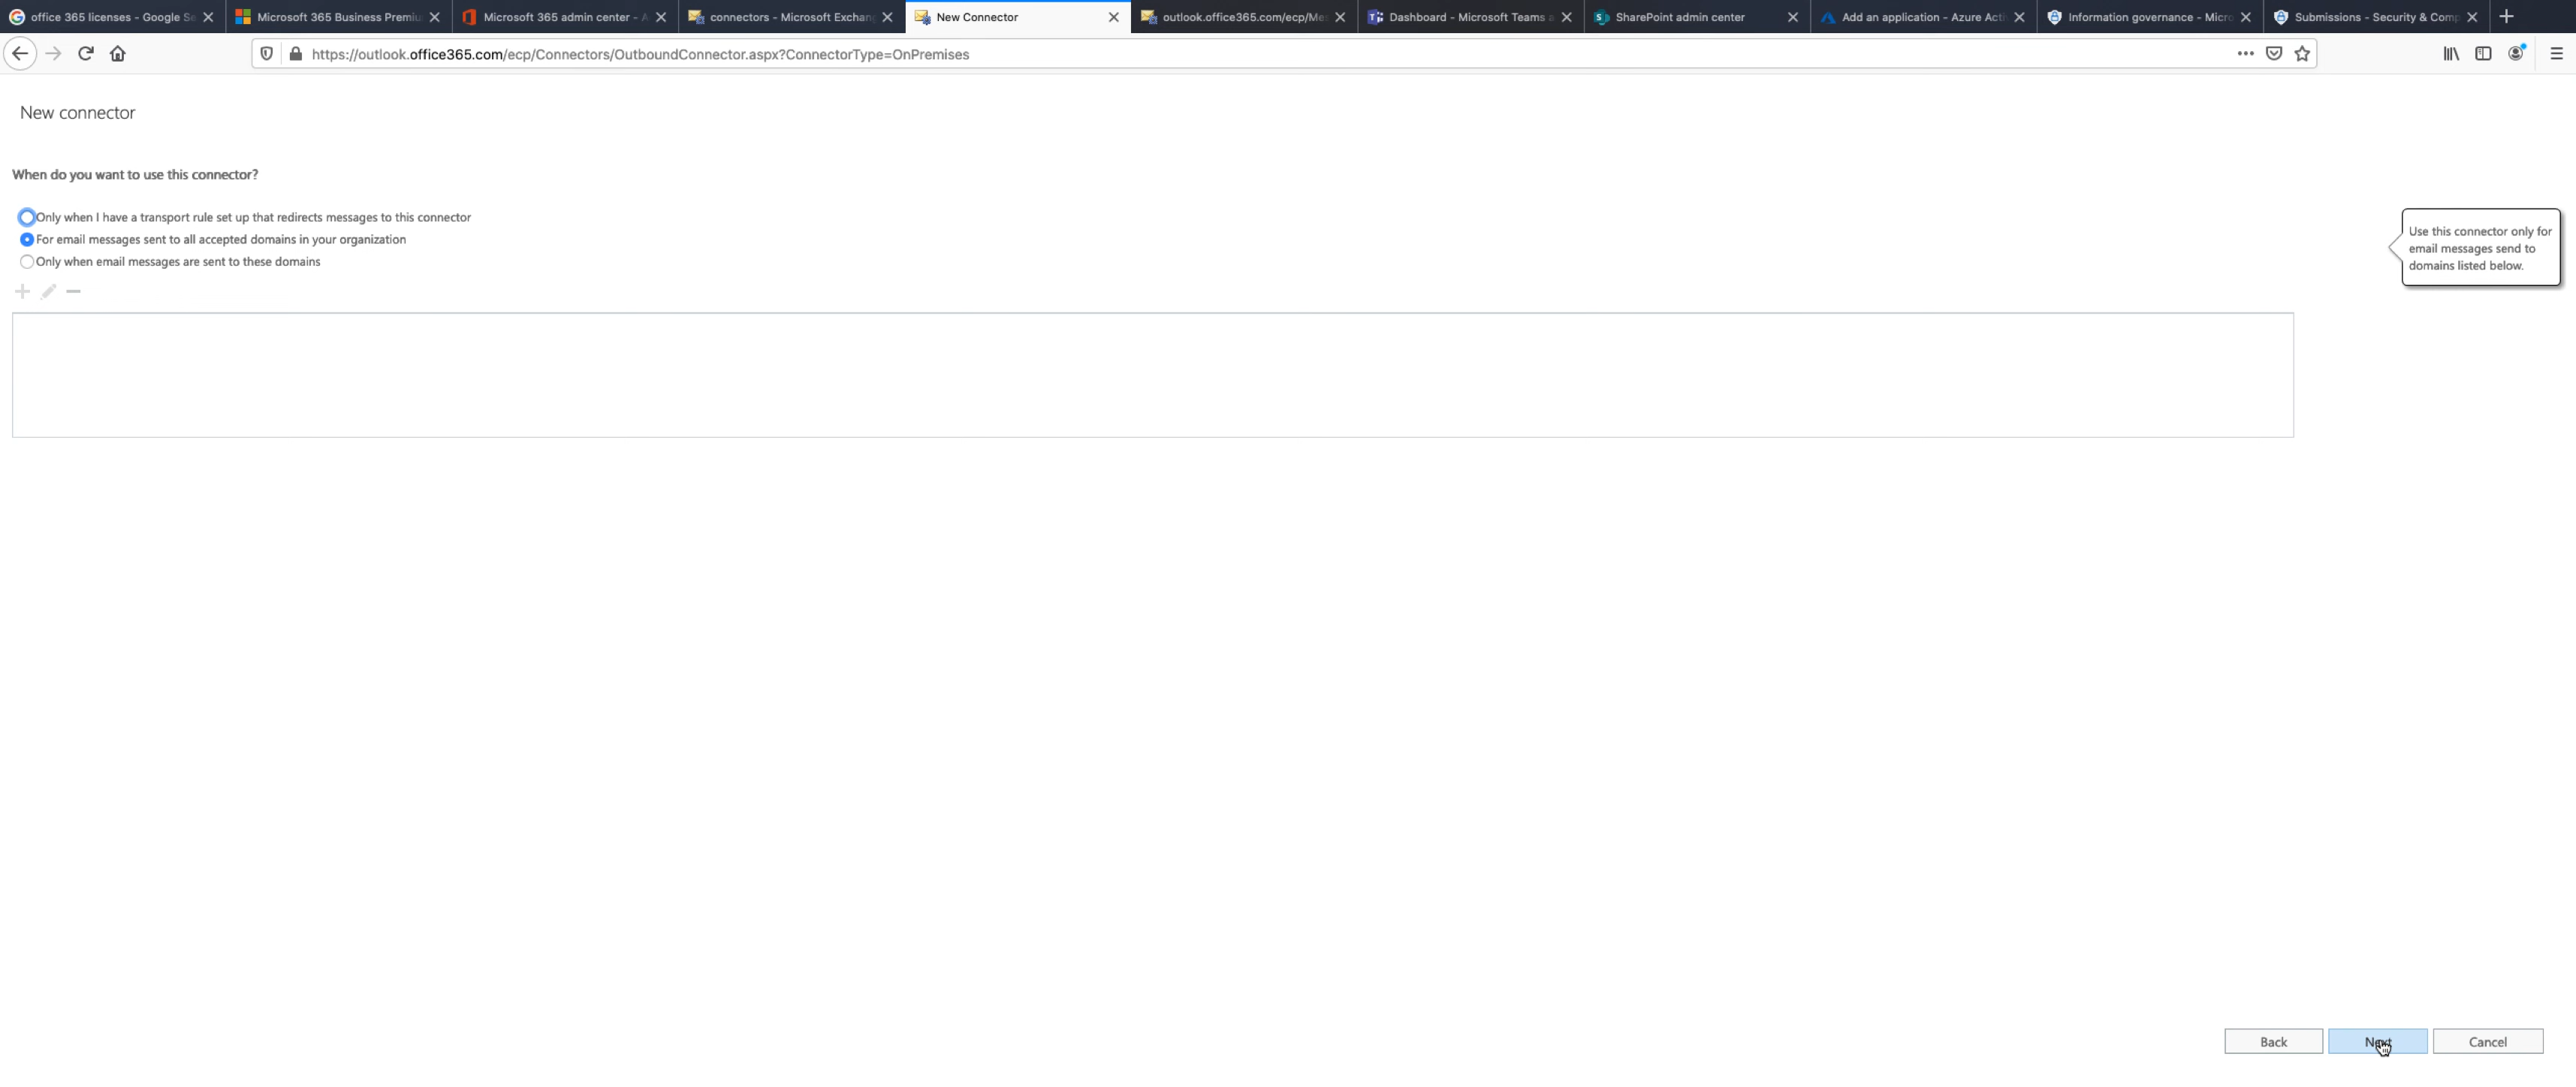 office 365 licenses - Google Se
Microsoft 365 Business Premiu
Microsoft 365 admin center - A
connectors - Microsoft Exchan
New Connector
outlook.office365.com/ecp/Mes
Dashboard - Microsoft Teams a
SharePoint admin center
Add an application - Azure Acti
Information governance - Micro
Submissions - Security & Comp
https://outlook.office365.com/ecp/Connectors/OutboundConnector.aspx?ConnectorType=OnPremises
New connector
When do you want to use this connector?
Only when I have a transport rule set up that redirects messages to this connector
For email messages sent to all accepted domains in your organization
Only when email messages are sent to these domains
Use this connector only for
email messages send to
domains listed below.
Back
Next
Cancel